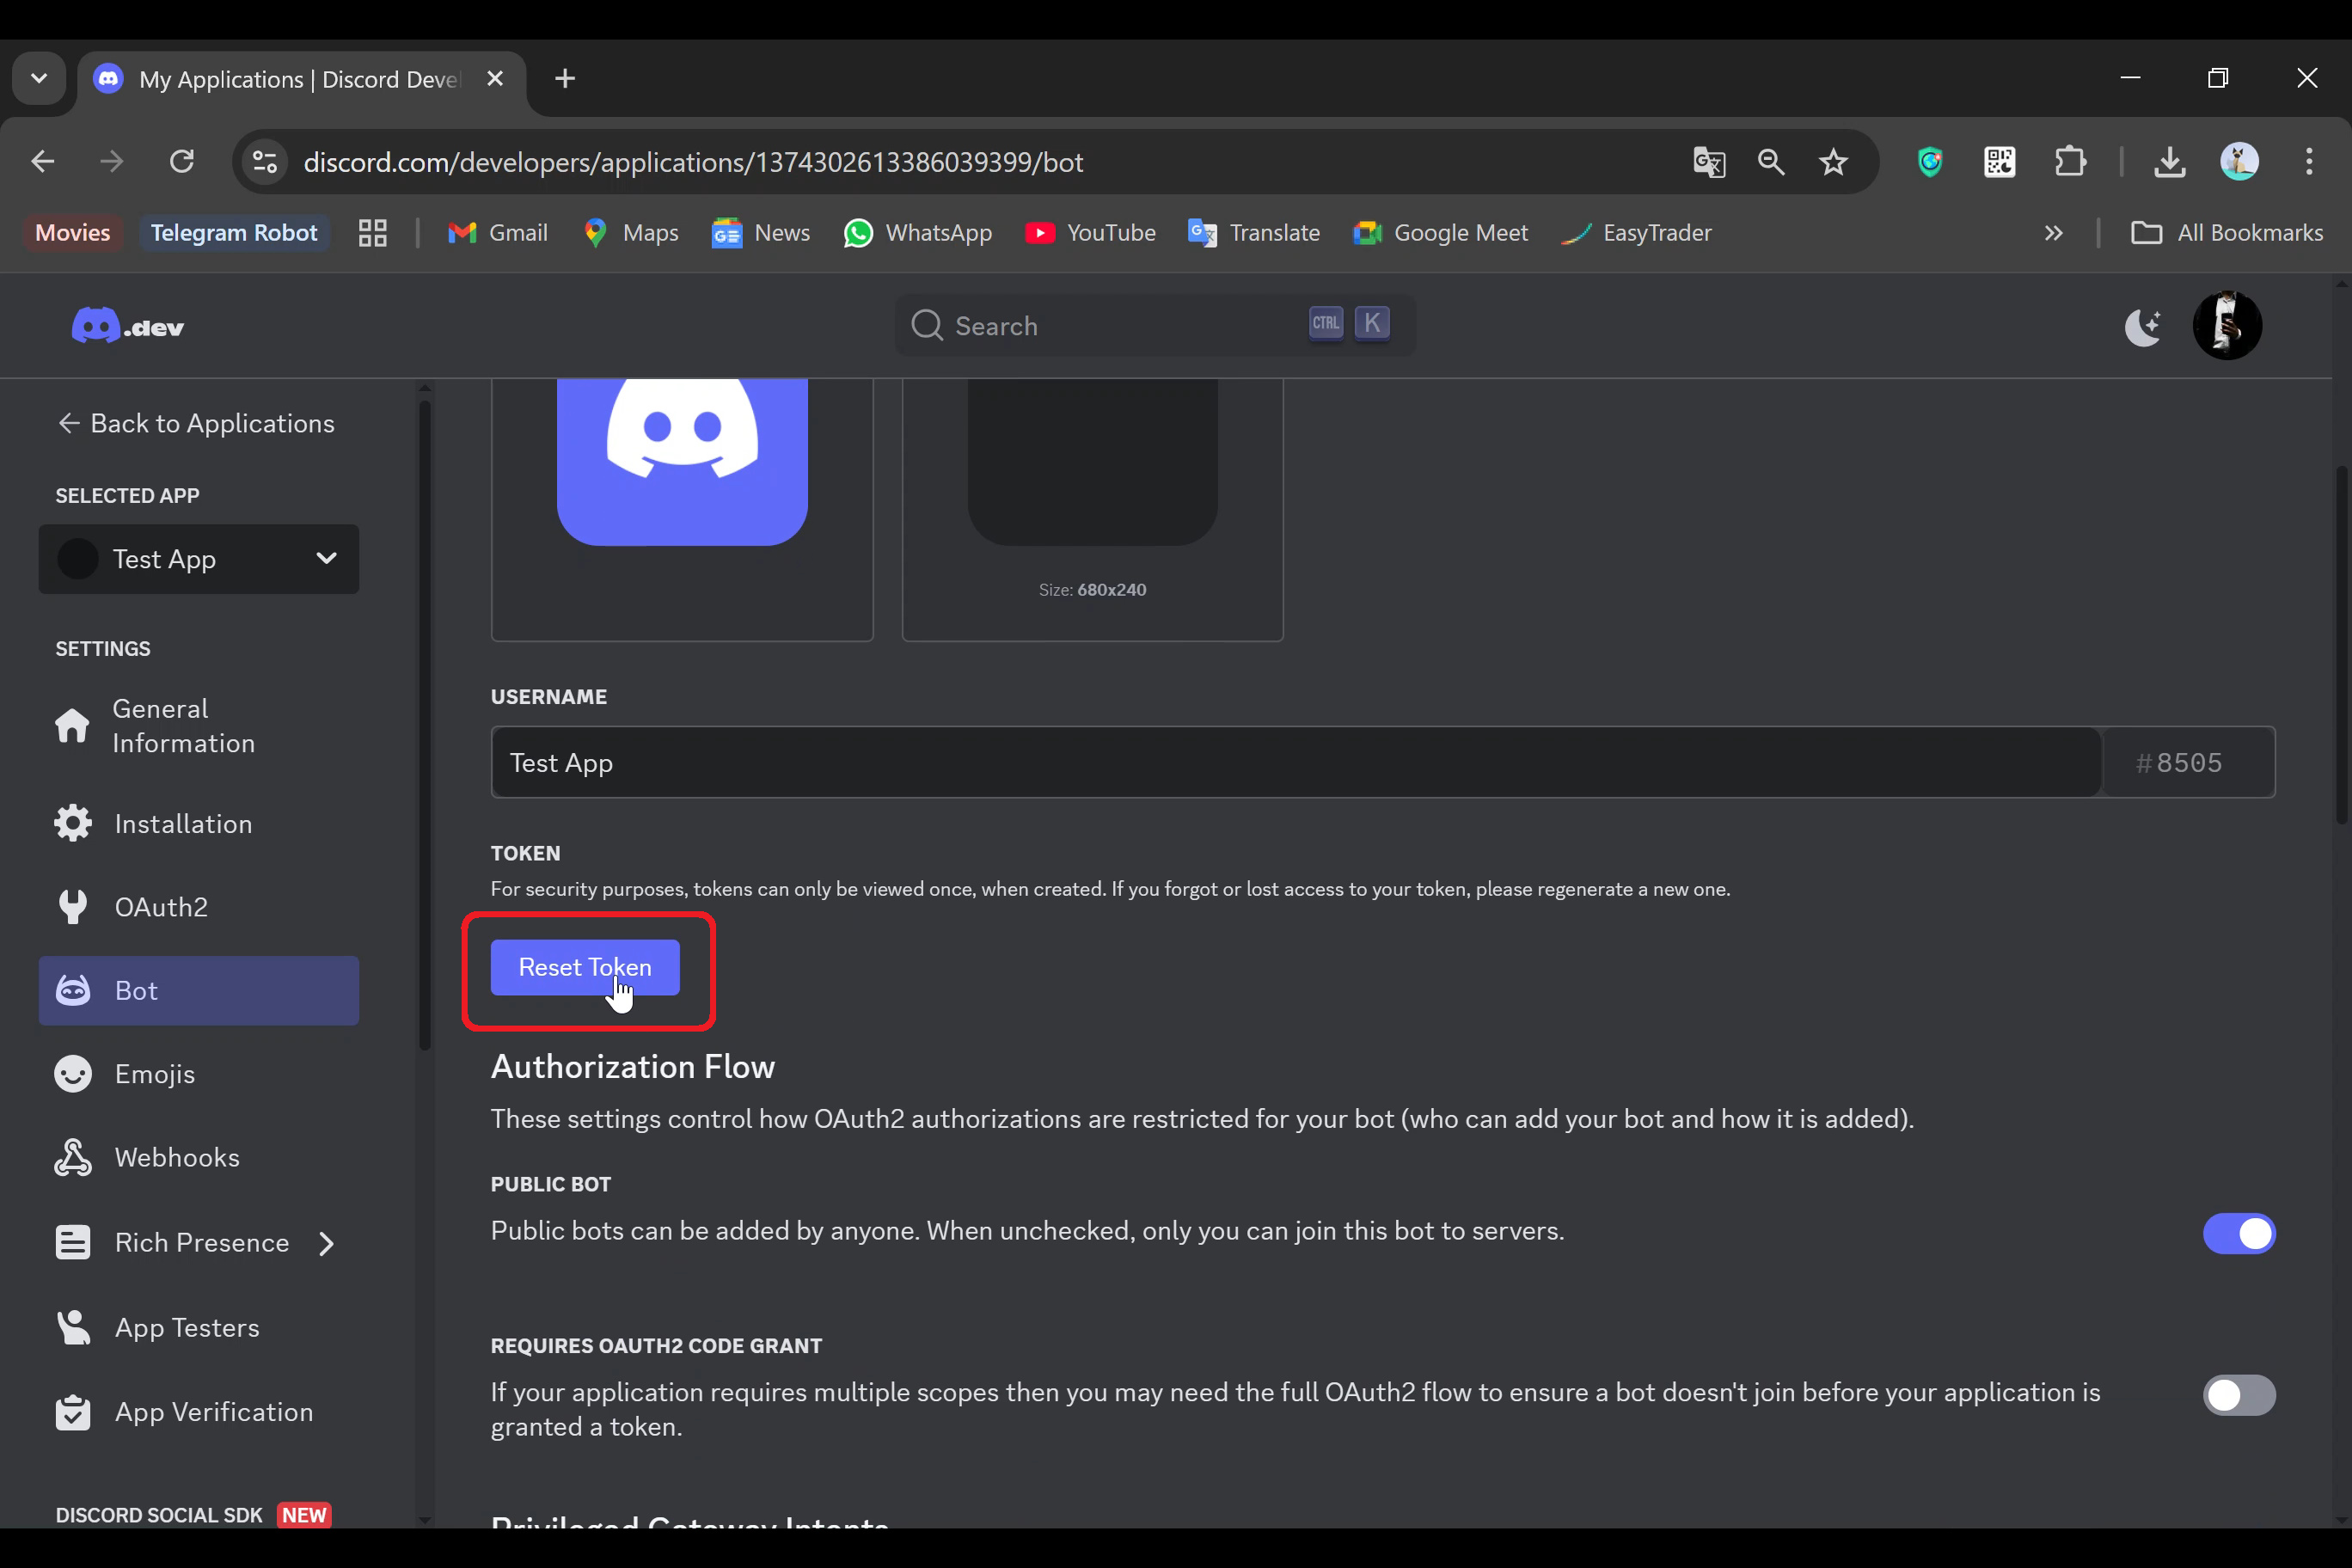 My Applications | Discord Deve
discord.com/developers/applications/1374302613386039399/bot
Movies
Telegram Robot
Gmail
Maps
News
WhatsApp
YouTube
Translate
Google Meet
EasyTrader
All Bookmarks
.dev
Search
CTRL
K
Back to Applications
SELECTED APP
Test App
SETTINGS
General
Information
Installation
OAuth2
Bot
Emojis
Webhooks
Rich Presence
App Testers
App Verification
DISCORD SOCIAL SDK NEW
Size: 680x240
USERNAME
Test App
#8505
TOKEN
For security purposes, tokens can only be viewed once, when created. If you forgot or lost access to your token, please regenerate a new one.
Reset Token
Authorization Flow
These settings control how OAuth2 authorizations are restricted for your bot (who can add your bot and how it is added).
PUBLIC BOT
Public bots can be added by anyone. When unchecked, only you can join this bot to servers.
REQUIRES OAUTH2 CODE GRANT
If your application requires multiple scopes then you may need the full OAuth2 flow to ensure a bot doesn't join before your application is
granted a token.
Privileged Gateway Intents